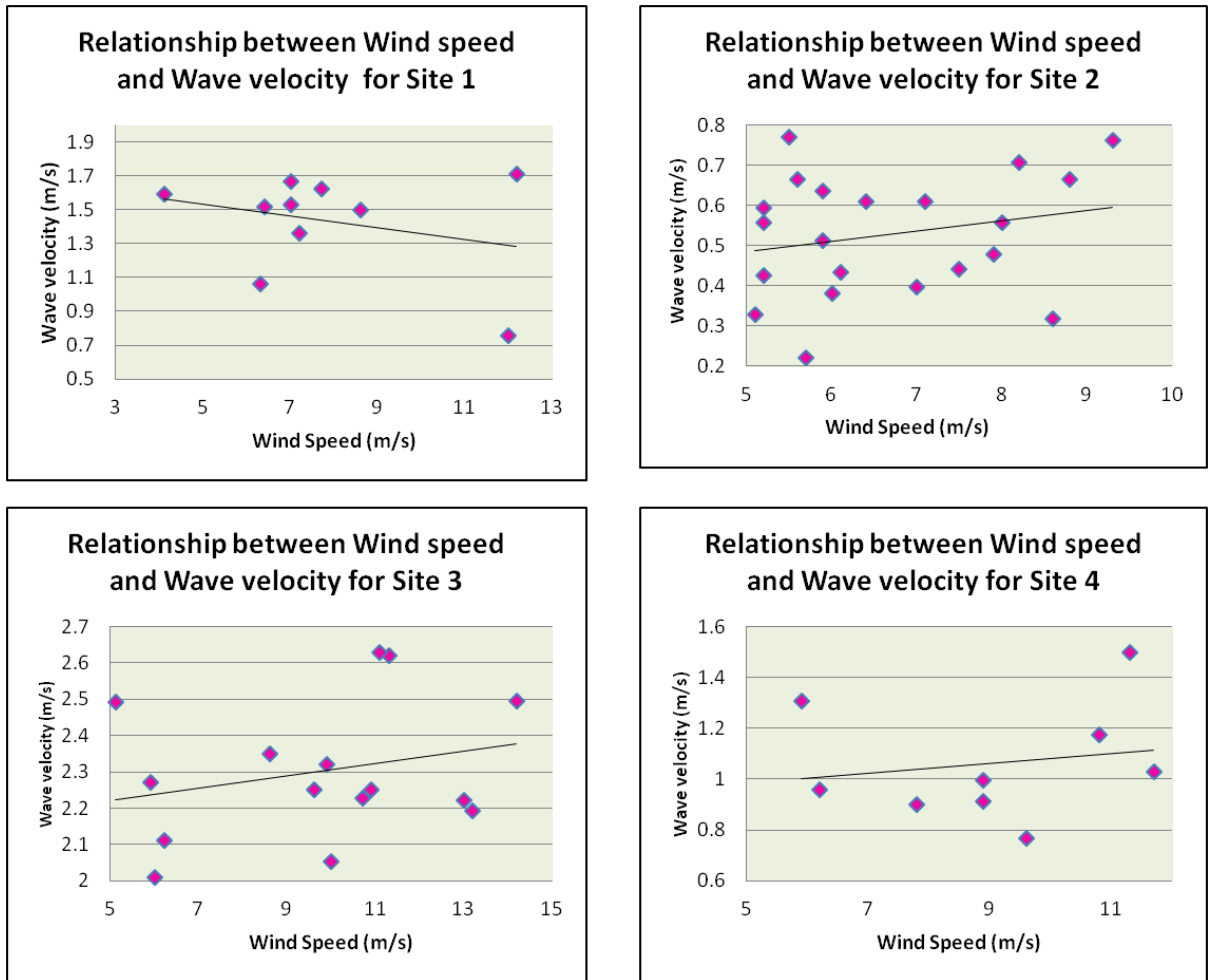 Relationship between Wind speed
and Wave velocity for Site 1
Wave velocity (m/s)
1.9
1.7
1.5
1.3
1.1
0.9
0.7
0.5
3 5 7 9 11 13
Wind Speed (m/s)
Relationship between Wind speed
and Wave velocity for Site 2
Wave velocity (m/s)
0.8
0.7
0.6
0.5
0.4
0.3
0.2
5 6 7 8 9 10
Wind Speed (m/s)
Relationship between Wind speed
and Wave velocity for Site 3
Wave velocity (m/s)
2.7
2.6
2.5
2.4
2.3
2.2
2.1
2
5 7 9 11 13 15
Wind Speed (m/s)
Relationship between Wind speed
and Wave velocity for Site 4
Wave velocity (m/s)
1.6
1.4
1.2
1
0.8
0.6
5 7 9 11
Wind Speed (m/s)